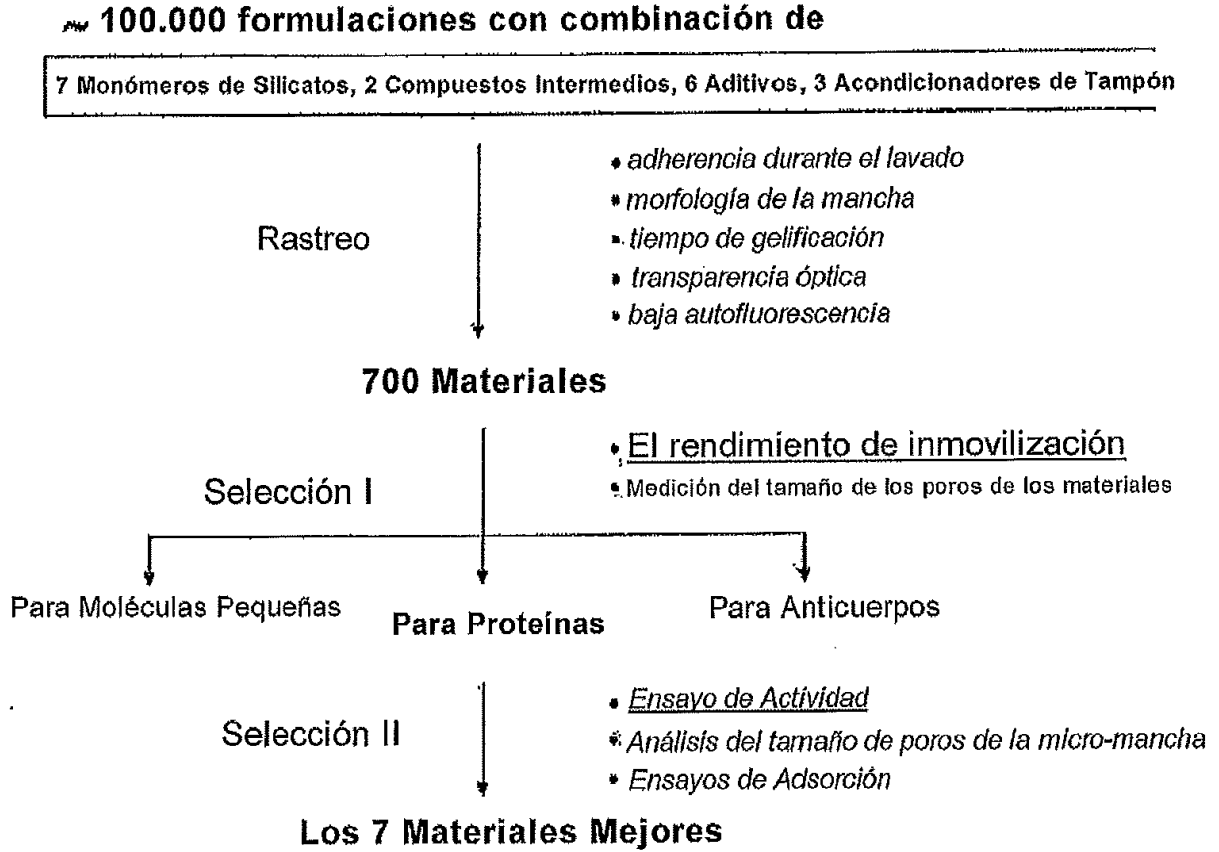 ~ 100.000 formulaciones con combinación de
7 Monómeros de Silicatos, 2 Compuestos Intermedios, 6 Aditivos, 3 Acondicionadores de Tampón
• adherencia durante el lavado
• morfología de la mancha
Rastreo
• tiempo de gelificación
• transparencia óptica
• baja autofluorescencia
700 Materiales
• El rendimiento de inmovilización
Selección I
• Medición del tamaño de los poros de los materiales
Para Moléculas Pequeñas
Para Proteínas
Para Anticuerpos
• Ensayo de Actividad
Selección II
• Análisis del tamaño de poros de la micro-mancha
• Ensayos de Adsorción
Los 7 Materiales Mejores